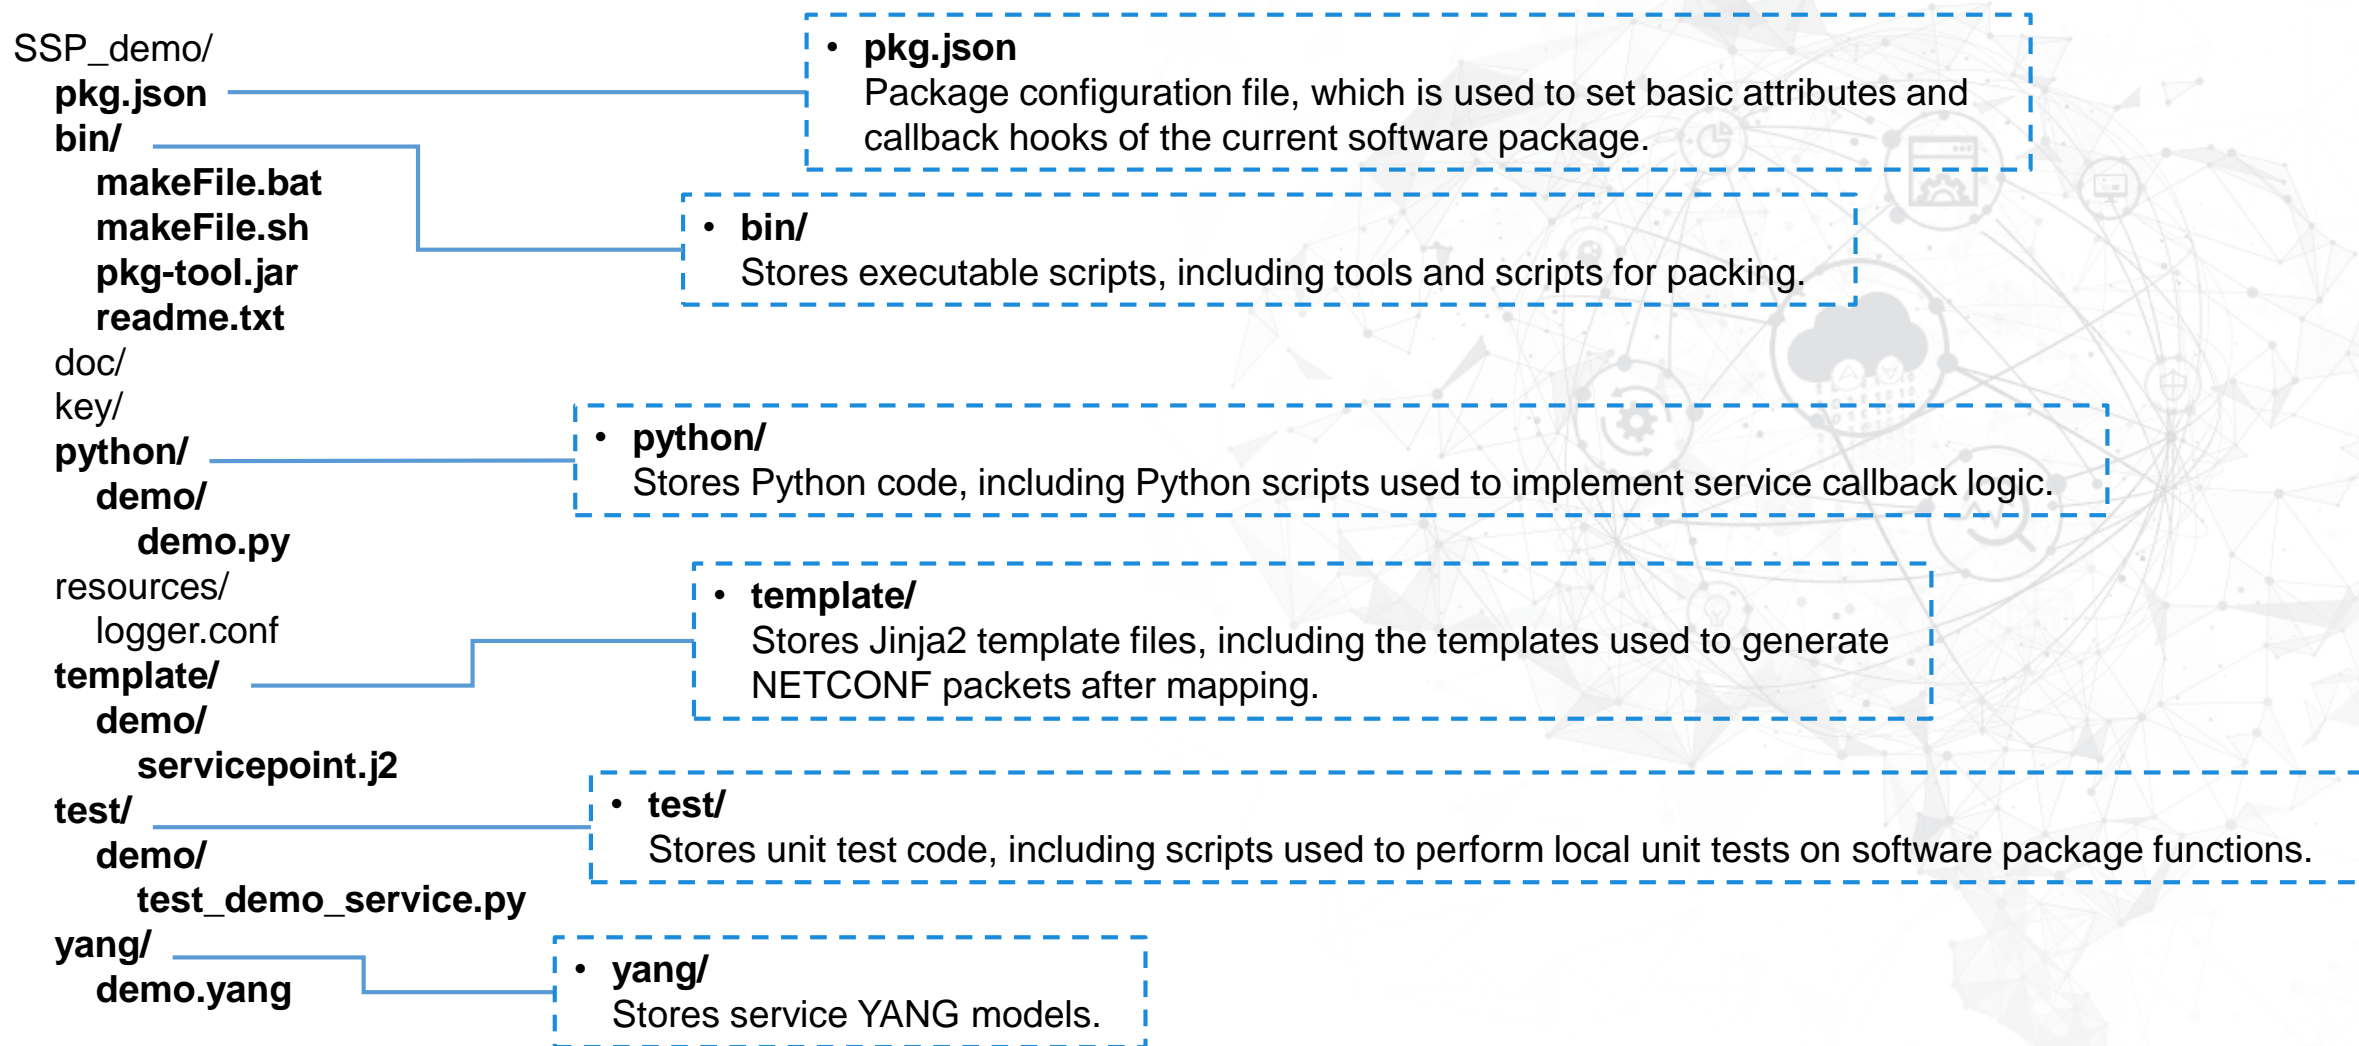 SSP_demo/
pkg.json
bin/
makeFile.bat
makeFile.sh
pkg-tool.jar
readme.txt
doc/
key/
python/
demo/
demo.py
resources/
logger.conf
template/
demo/
servicepoint.j2
test/
demo/
test_demo_service.py
yang/
demo.yang
• pkg.json
Package configuration file, which is used to set basic attributes and
callback hooks of the current software package.
• bin/
Stores executable scripts, including tools and scripts for packing.
• python/
Stores Python code, including Python scripts used to implement service callback logic.
• template/
Stores Jinja2 template files, including the templates used to generate
NETCONF packets after mapping.
• test/
Stores unit test code, including scripts used to perform local unit tests on software package functions.
• yang/
Stores service YANG models.